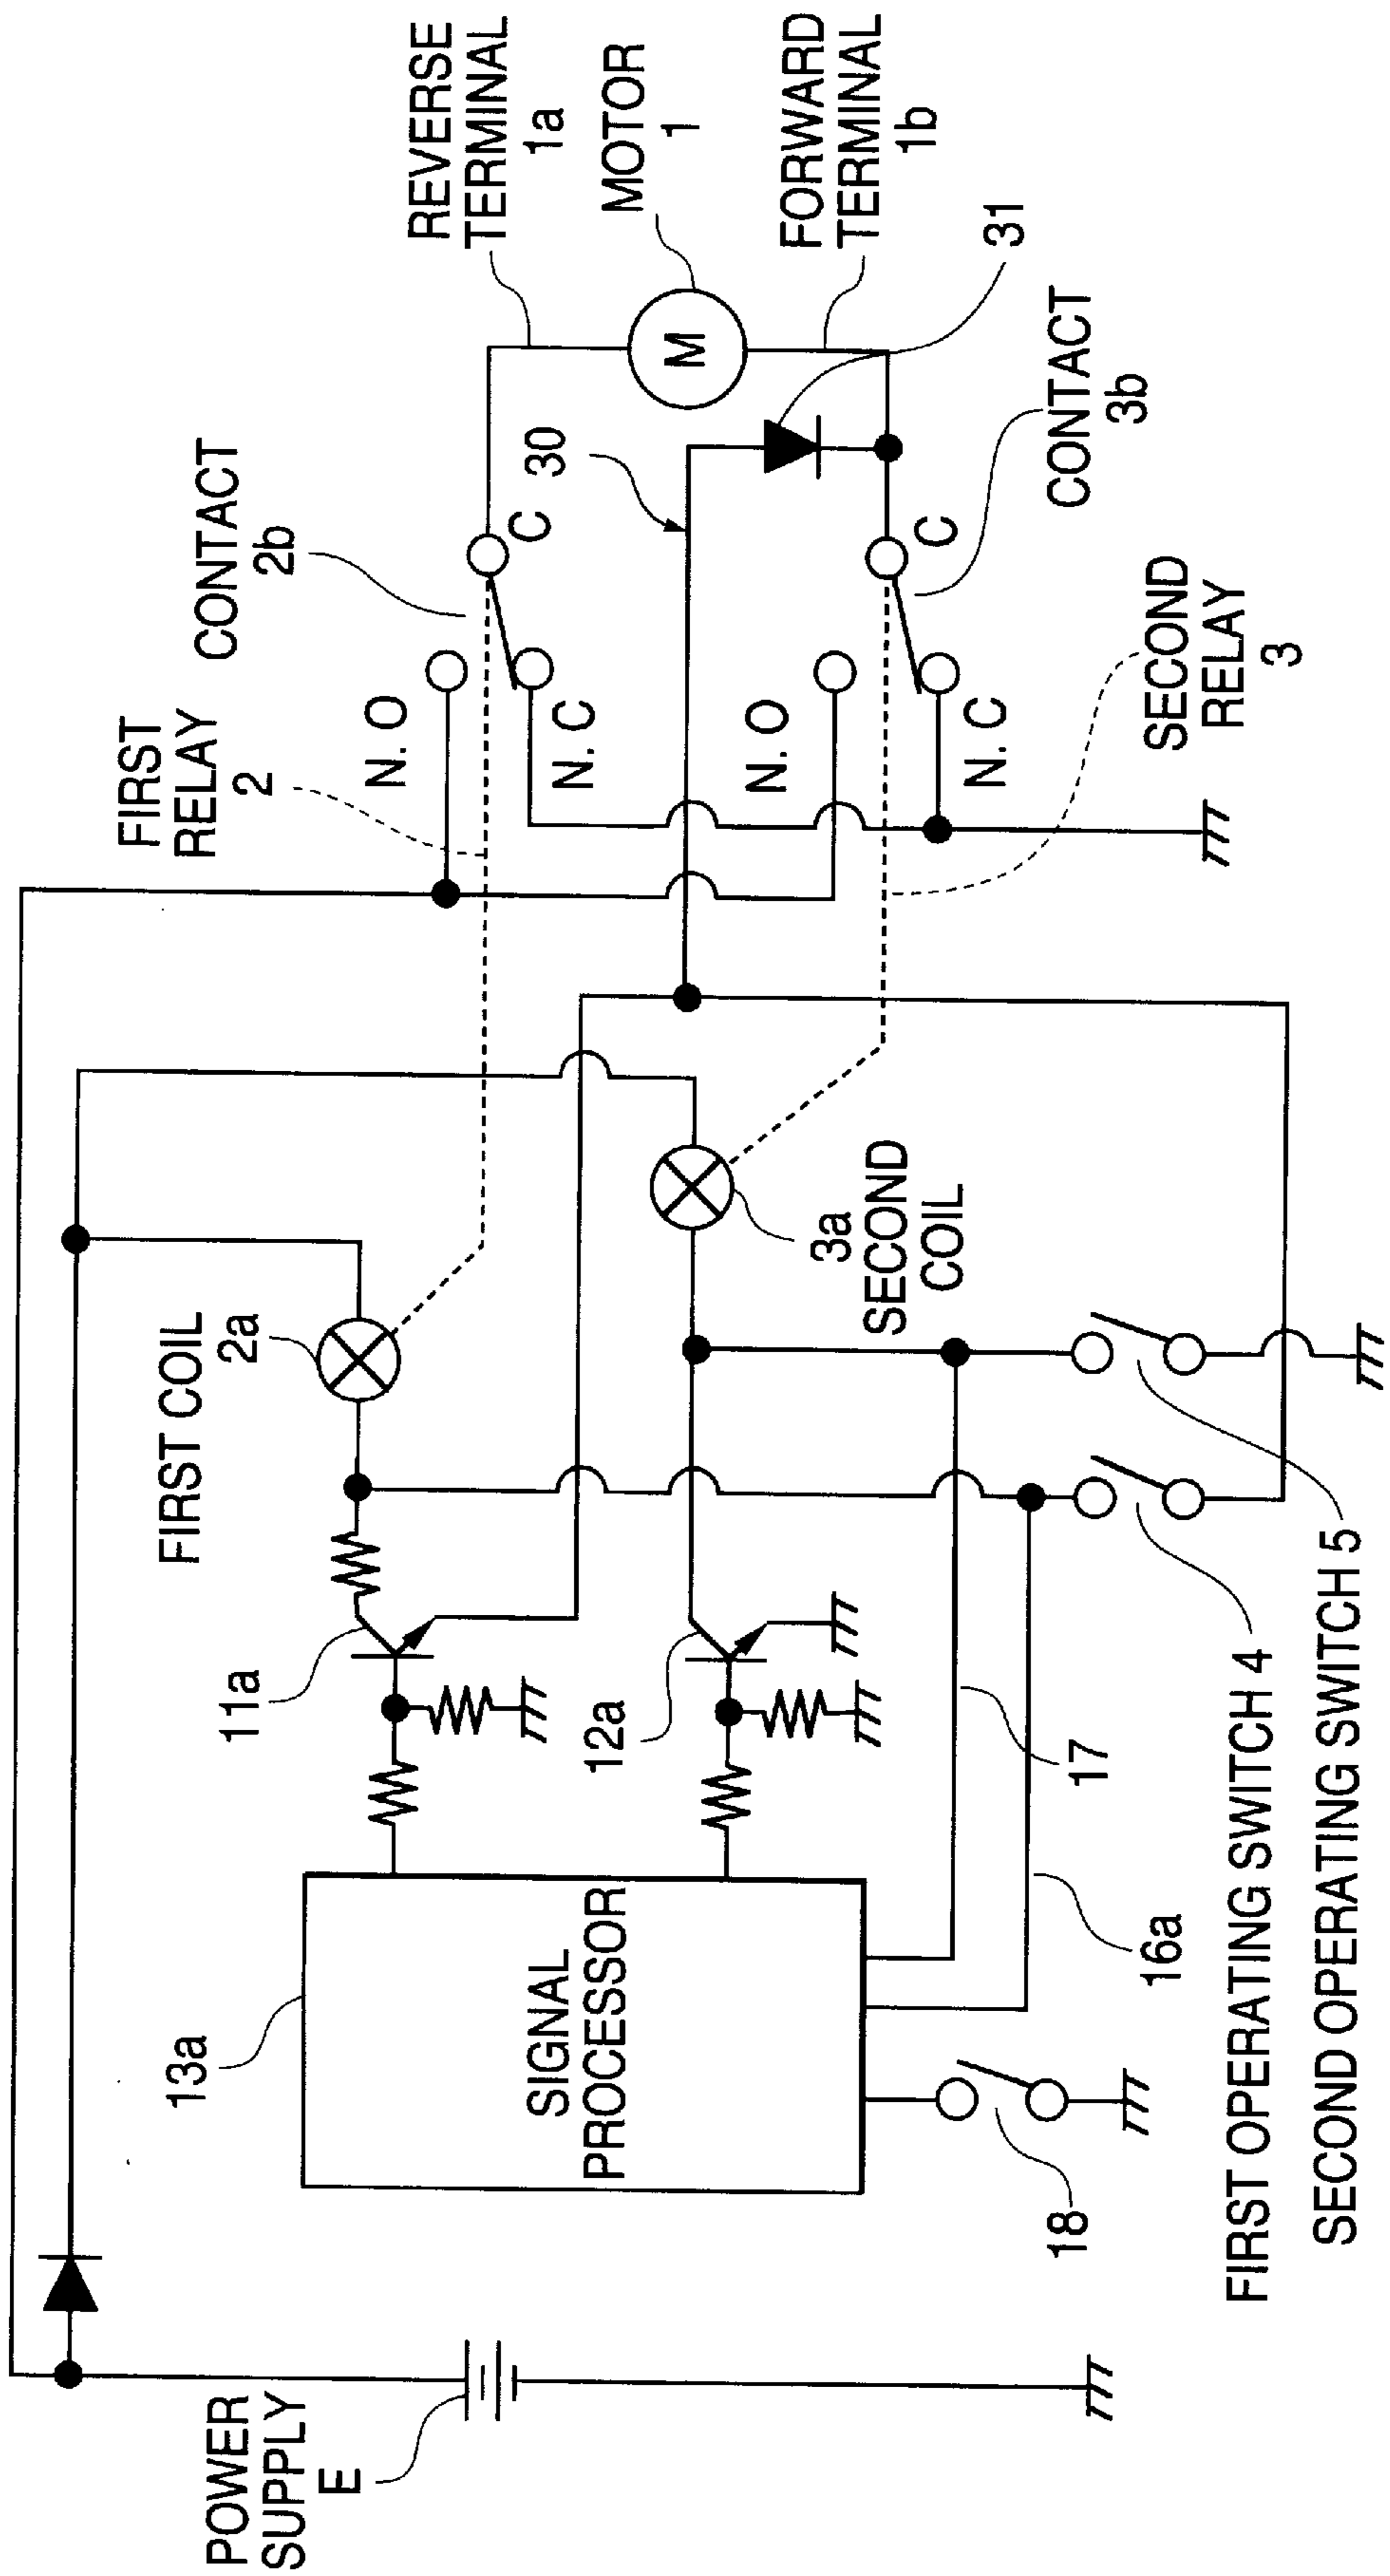 POWER
SUPPLY
E
13a
SIGNAL
PROCESSOR
18
11a
12a
FIRST COIL
2a
17
16a
FIRST OPERATING SWITCH 4
SECOND OPERATING SWITCH 5
3a
SECOND
COIL
FIRST
RELAY
2
CONTACT
2b
N. O
N. C
C
30
N. O
N. C
C
SECOND
RELAY
3
CONTACT
3b
REVERSE
TERMINAL
1a
MOTOR
1
M
FORWARD
TERMINAL
1b
31